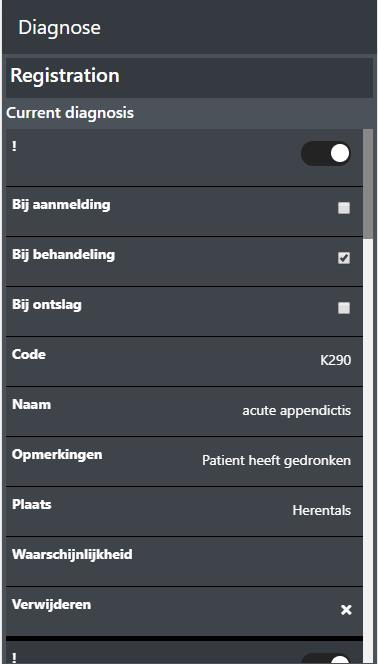 Diagnose
Registration
Current diagnosis
!
Bij aanmelding
Bij behandeling
Bij ontslag
Code K290
Naam acute appendictis
Opmerkingen Patient heeft gedronken
Plaats Herentals
Waarschijnlijkheid
Verwijderen ×
!